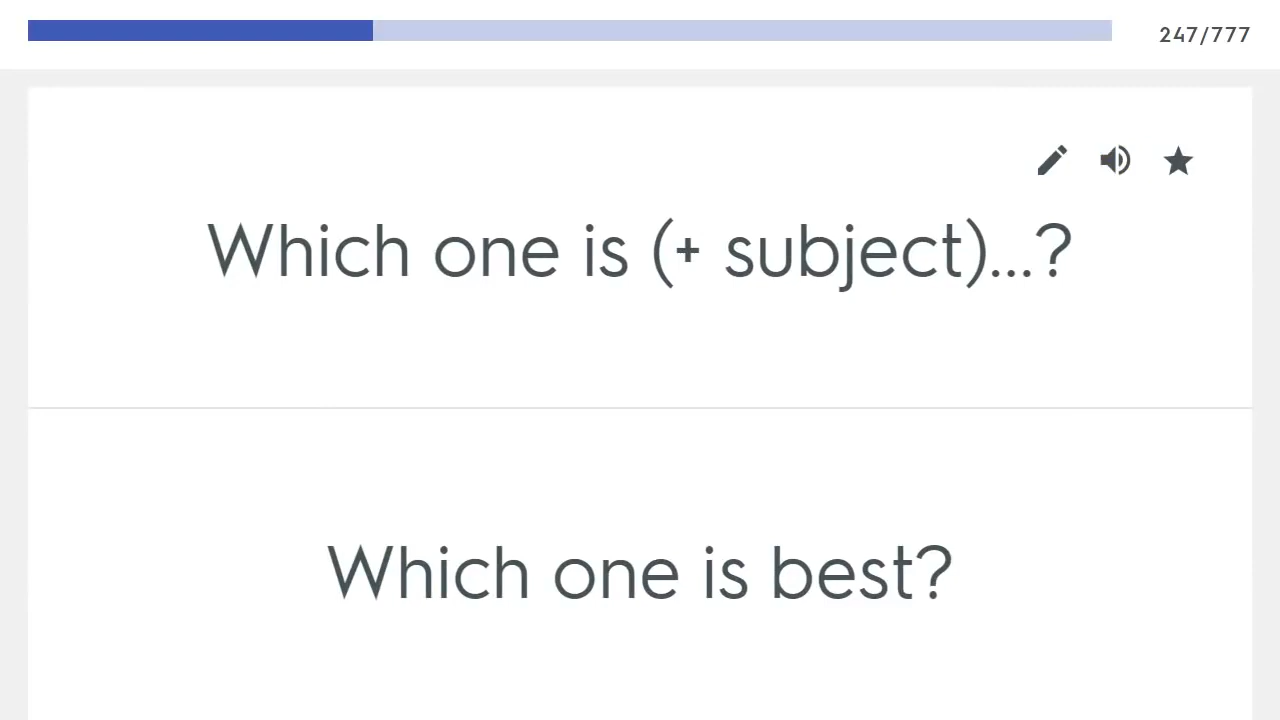 247/777
Which one is (+ subject)...?
Which one is best?